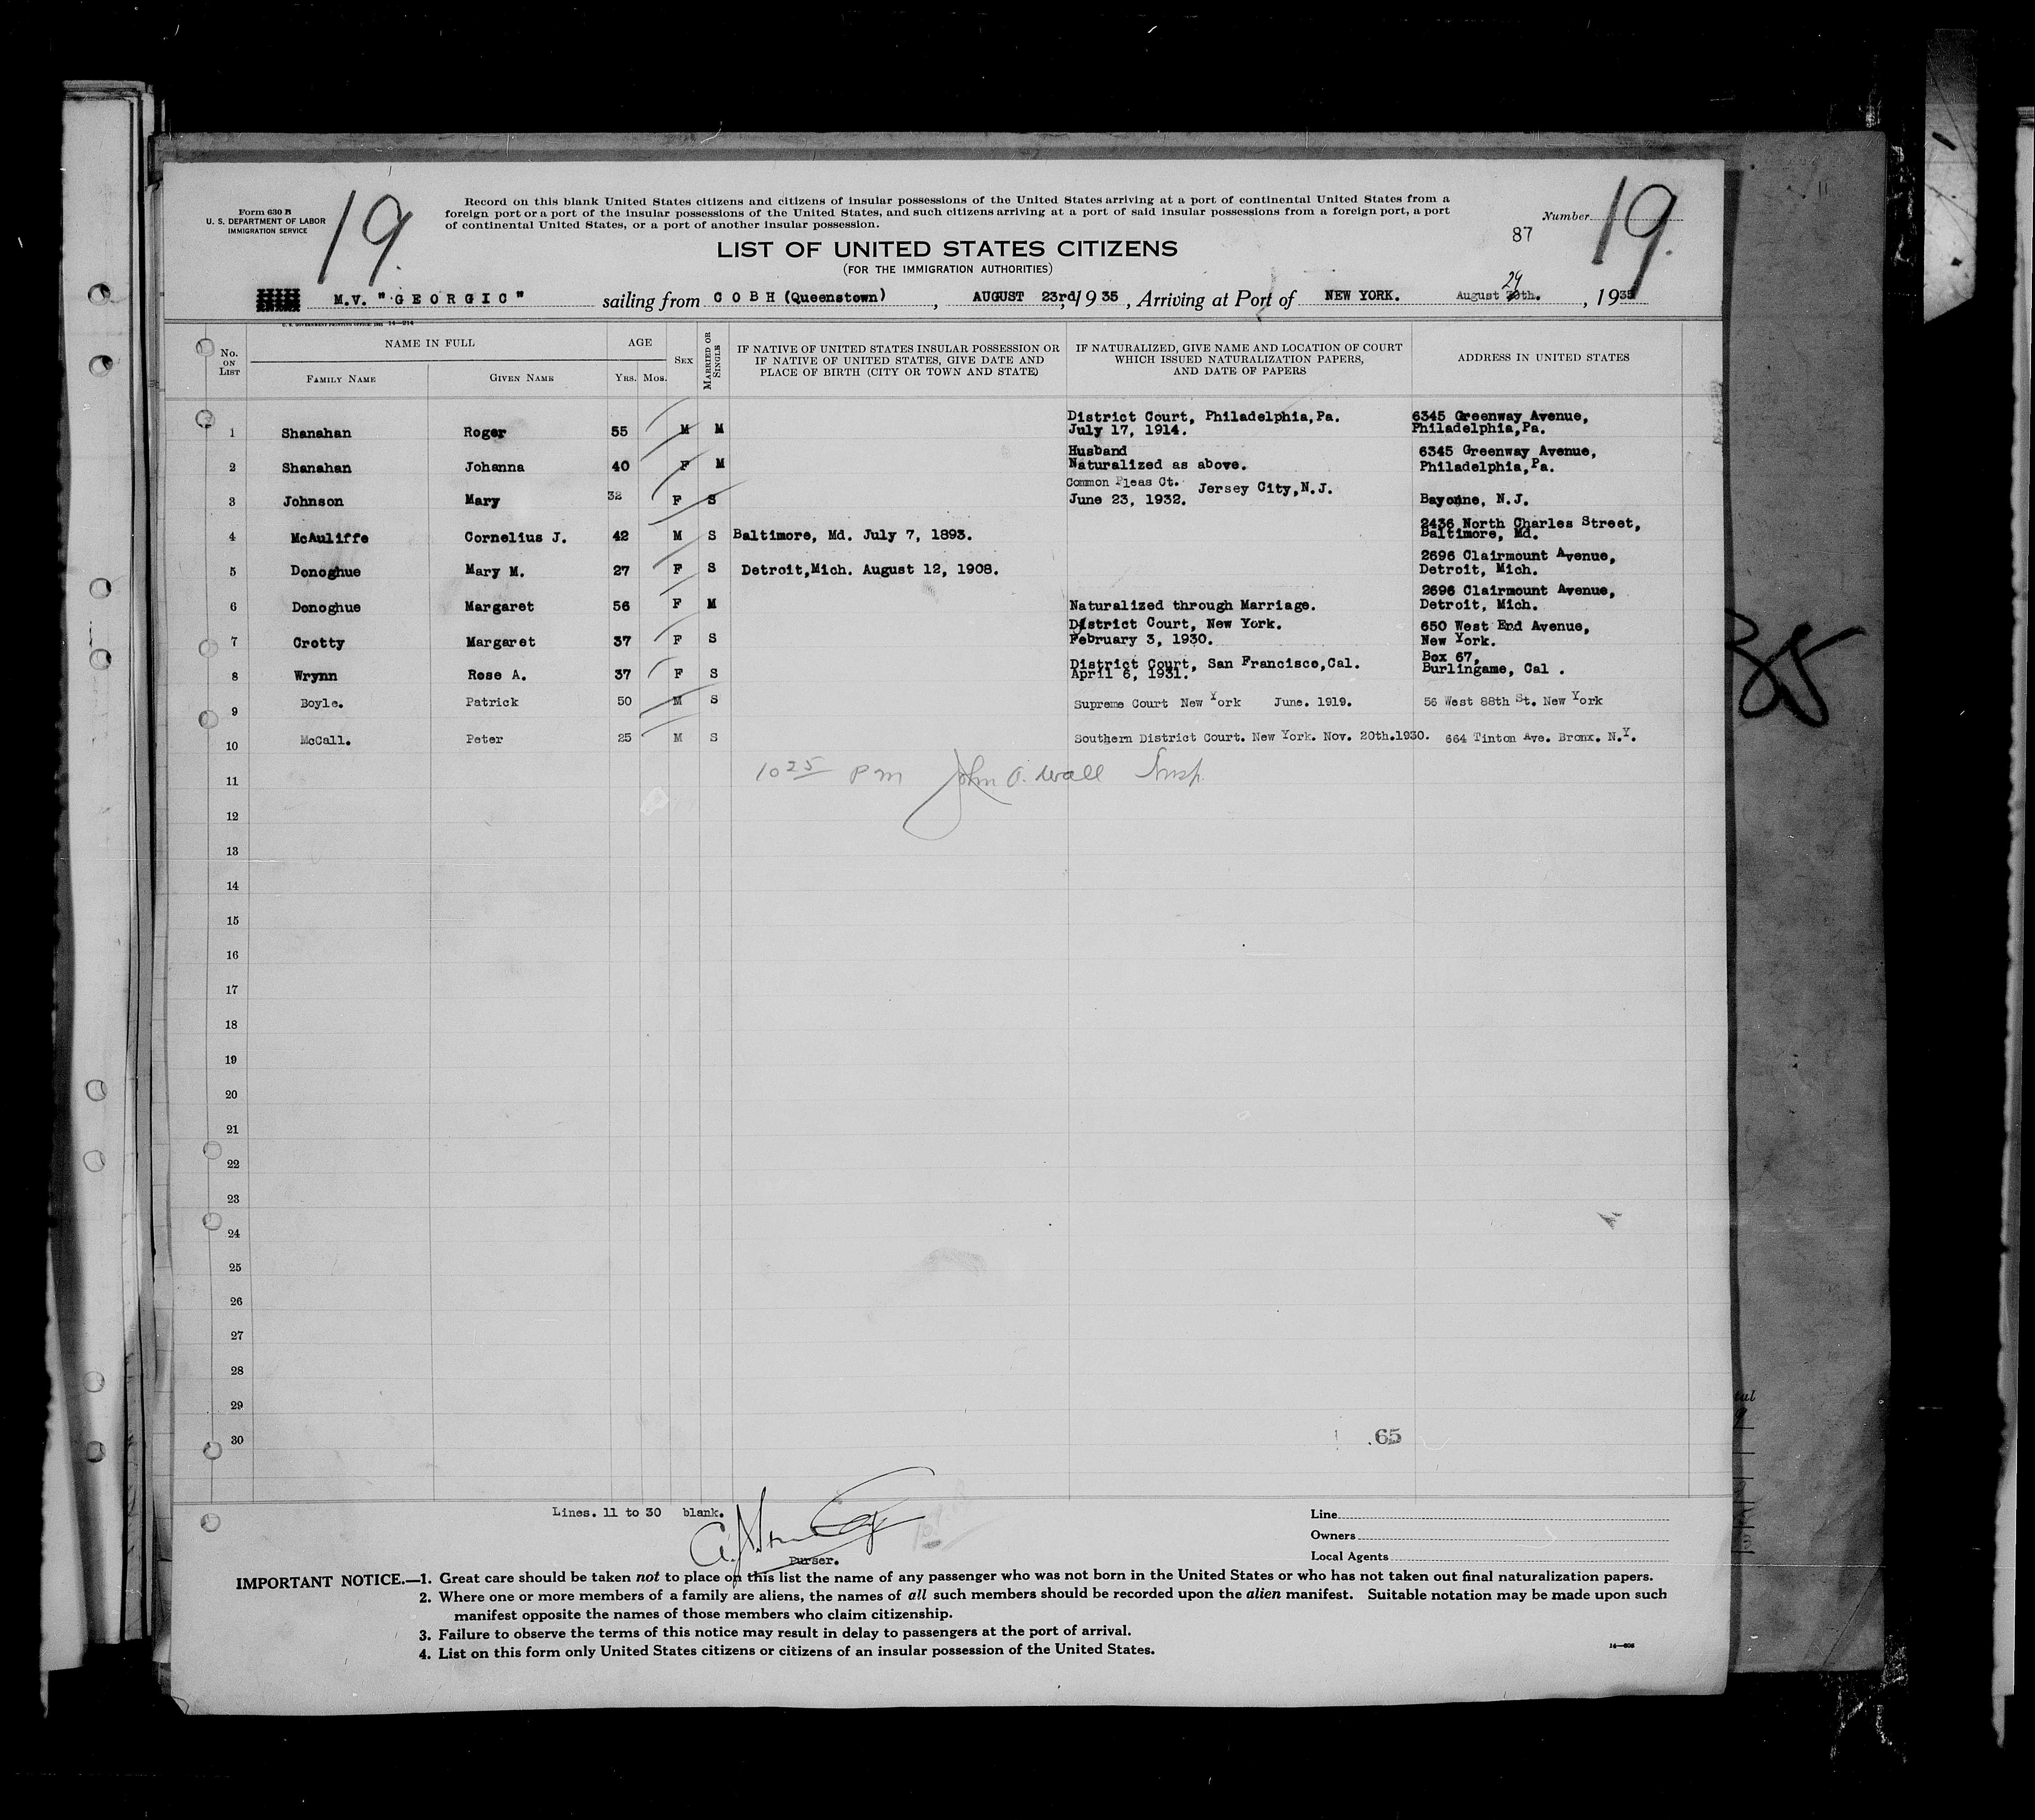 19.
Form 630 B
U. S. DEPARTMENT OF LABOR
IMMIGRATION SERVICE
Record on this blank United States citizens and citizens of insular possessions of the United States arriving at a port of continental United States from a
foreign port or a port of the insular possessions of the United States, and such citizens arriving at a port of said insular possessions from a foreign port, a port
of continental United States, or a port of another insular possession.
Number 19.
87
LIST OF UNITED STATES CITIZENS
(FOR THE IMMIGRATION AUTHORITIES)
M.V. "GEORGIC" sailing from COBH (Queenstown), AUGUST 23rd, 1935, Arriving at Port of NEW YORK. August 29 th., 1935
U. S. GOVERNMENT PRINTING OFFICE: 14—214
No. ON LIST
NAME IN FULL
FAMILY NAME
GIVEN NAME
AGE
YRS. MOS.
SEX
MARRIED OR SINGLE
IF NATIVE OF UNITED STATES INSULAR POSSESSION OR
IF NATIVE OF UNITED STATES, GIVE DATE AND
PLACE OF BIRTH (CITY OR TOWN AND STATE)
IF NATURALIZED, GIVE NAME AND LOCATION OF COURT
WHICH ISSUED NATURALIZATION PAPERS,
AND DATE OF PAPERS
ADDRESS IN UNITED STATES
District Court, Philadelphia,Pa. 6345 Greenway Avenue,
1 Shanahan Roger 55 M M July 17, 1914. Philadelphia,Pa.
Husband 6345 Greenway Avenue,
2 Shanahan Johanna 40 F M Naturalized as above. Philadelphia,Pa.
Common Pleas Ct. Jersey City,N.J.
3 Johnson Mary 32 F S June 23, 1932. Bayonne, N.J.
2436 North Charles Street,
4 McAuliffe Cornelius J. 42 M S Baltimore, Md. July 7, 1893. Baltimore, Md.
2696 Clairmount Avenue,
5 Donoghue Mary M. 27 F S Detroit,Mich. August 12, 1908. Detroit, Mich.
2696 Clairmount Avenue,
6 Donoghue Margaret 56 F M Naturalized through Marriage. Detroit, Mich.
District Court, New York. 650 West End Avenue,
7 Crotty Margaret 37 F S February 3, 1930. New York.
District Court, San Francisco,Cal. Box 67,
8 Wrynn Rose A. 37 F S April 6, 1931. Burlingame, Cal .
9 Boyle. Patrick 50 M S Supreme Court New York June. 1919. 56 West 88th St. New York
10 McCall. Peter 25 M S Southern District Court. New York. Nov. 20th.1930. 664 Tinton Ave. Bronx. N.Y.
10 25 PM John A. Wall Insp.
11
12
13
14
15
16
17
18
19
20
21
22
23
24
25
26
27
28
29
30
65
Lines. 11 to 30 blank.
Purser.
Line
Owners
Local Agents
IMPORTANT NOTICE.—1. Great care should be taken not to place on this list the name of any passenger who was not born in the United States or who has not taken out final naturalization papers.
2. Where one or more members of a family are aliens, the names of all such members should be recorded upon the alien manifest. Suitable notation may be made upon such
manifest opposite the names of those members who claim citizenship.
3. Failure to observe the terms of this notice may result in delay to passengers at the port of arrival.
4. List on this form only United States citizens or citizens of an insular possession of the United States.
35